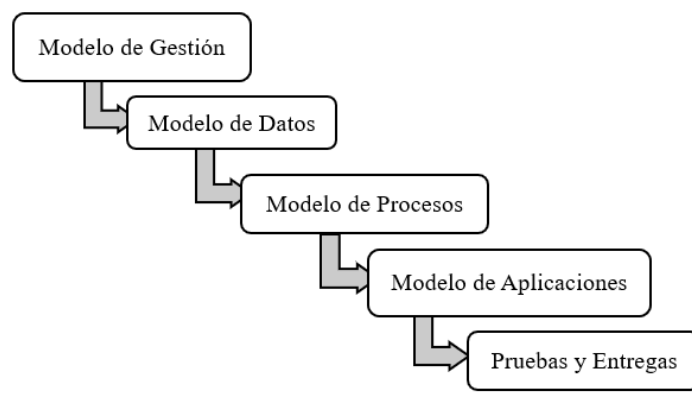 Modelo de Gestión
Modelo de Datos
Modelo de Procesos
Modelo de Aplicaciones
Pruebas y Entregas